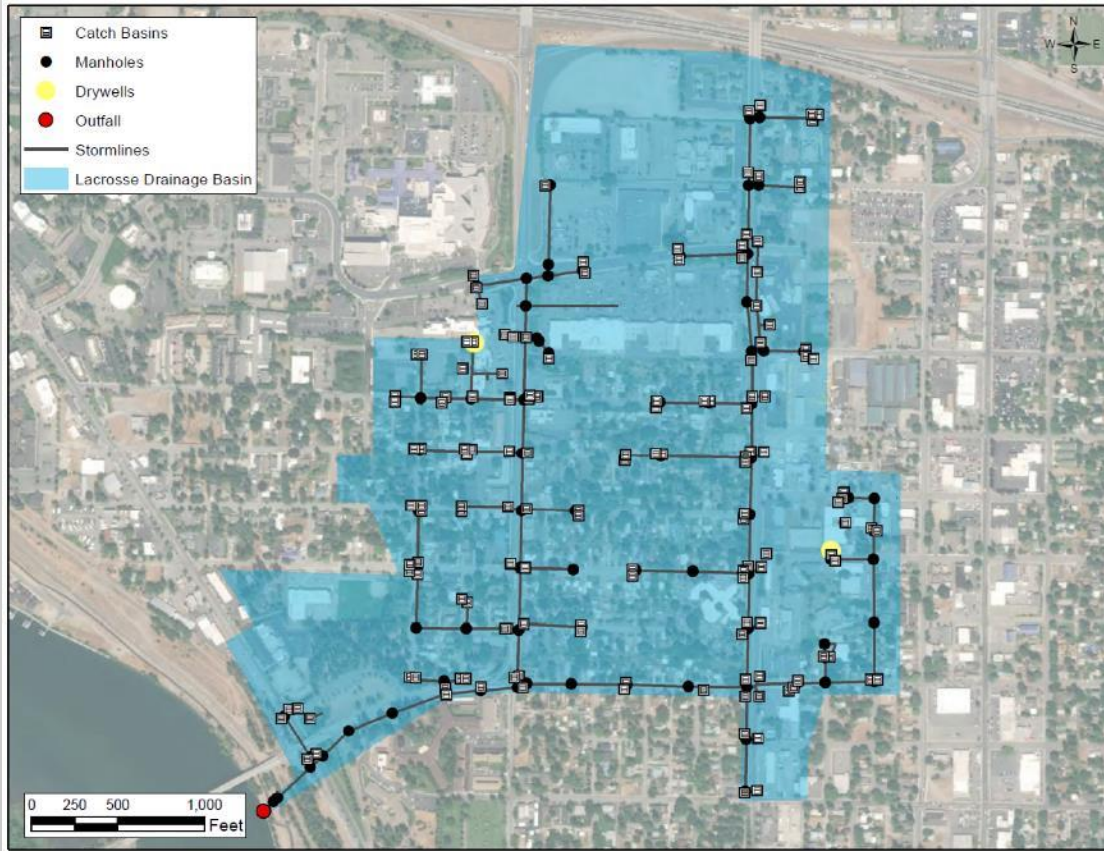 Catch Basins
Manholes
Drywells
Outfall
Stormlines
Lacrosse Drainage Basin
N
W E
S
0 250 500 1,000
Feet